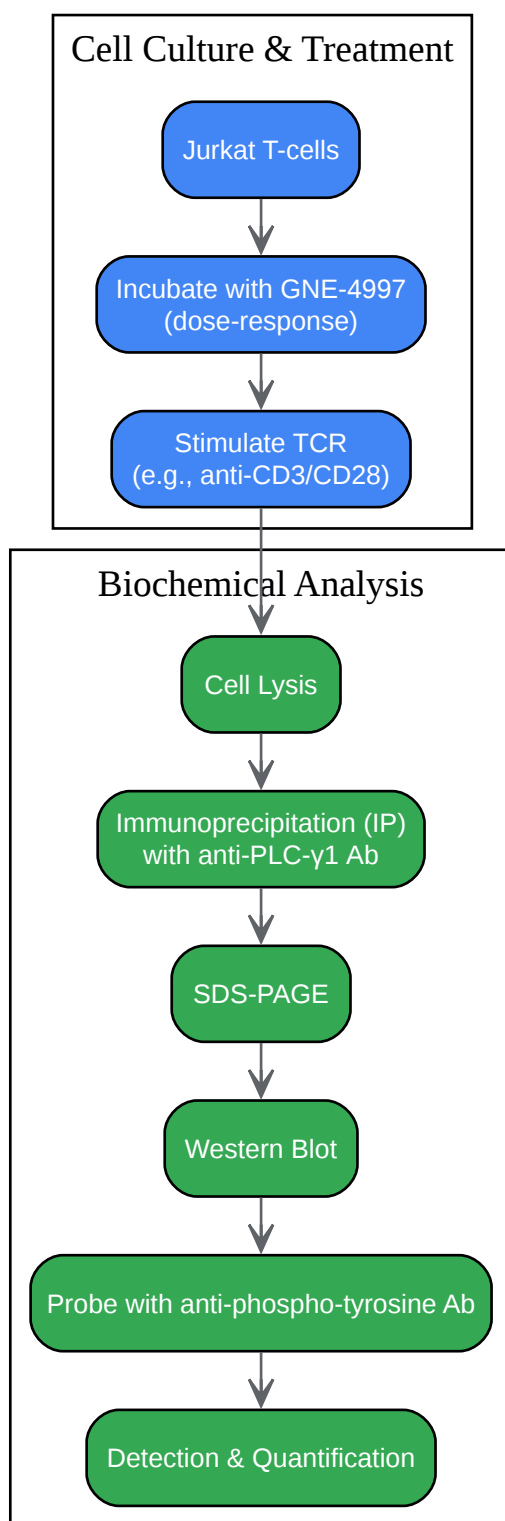 Cell Culture & Treatment
Jurkat T-cells
Incubate with GNE-4997
(dose-response)
Stimulate TCR
(e.g., anti-CD3/CD28)
Biochemical Analysis
Cell Lysis
Immunoprecipitation (IP)
with anti-PLC-γ1 Ab
SDS-PAGE
Western Blot
Probe with anti-phospho-tyrosine Ab
Detection & Quantification